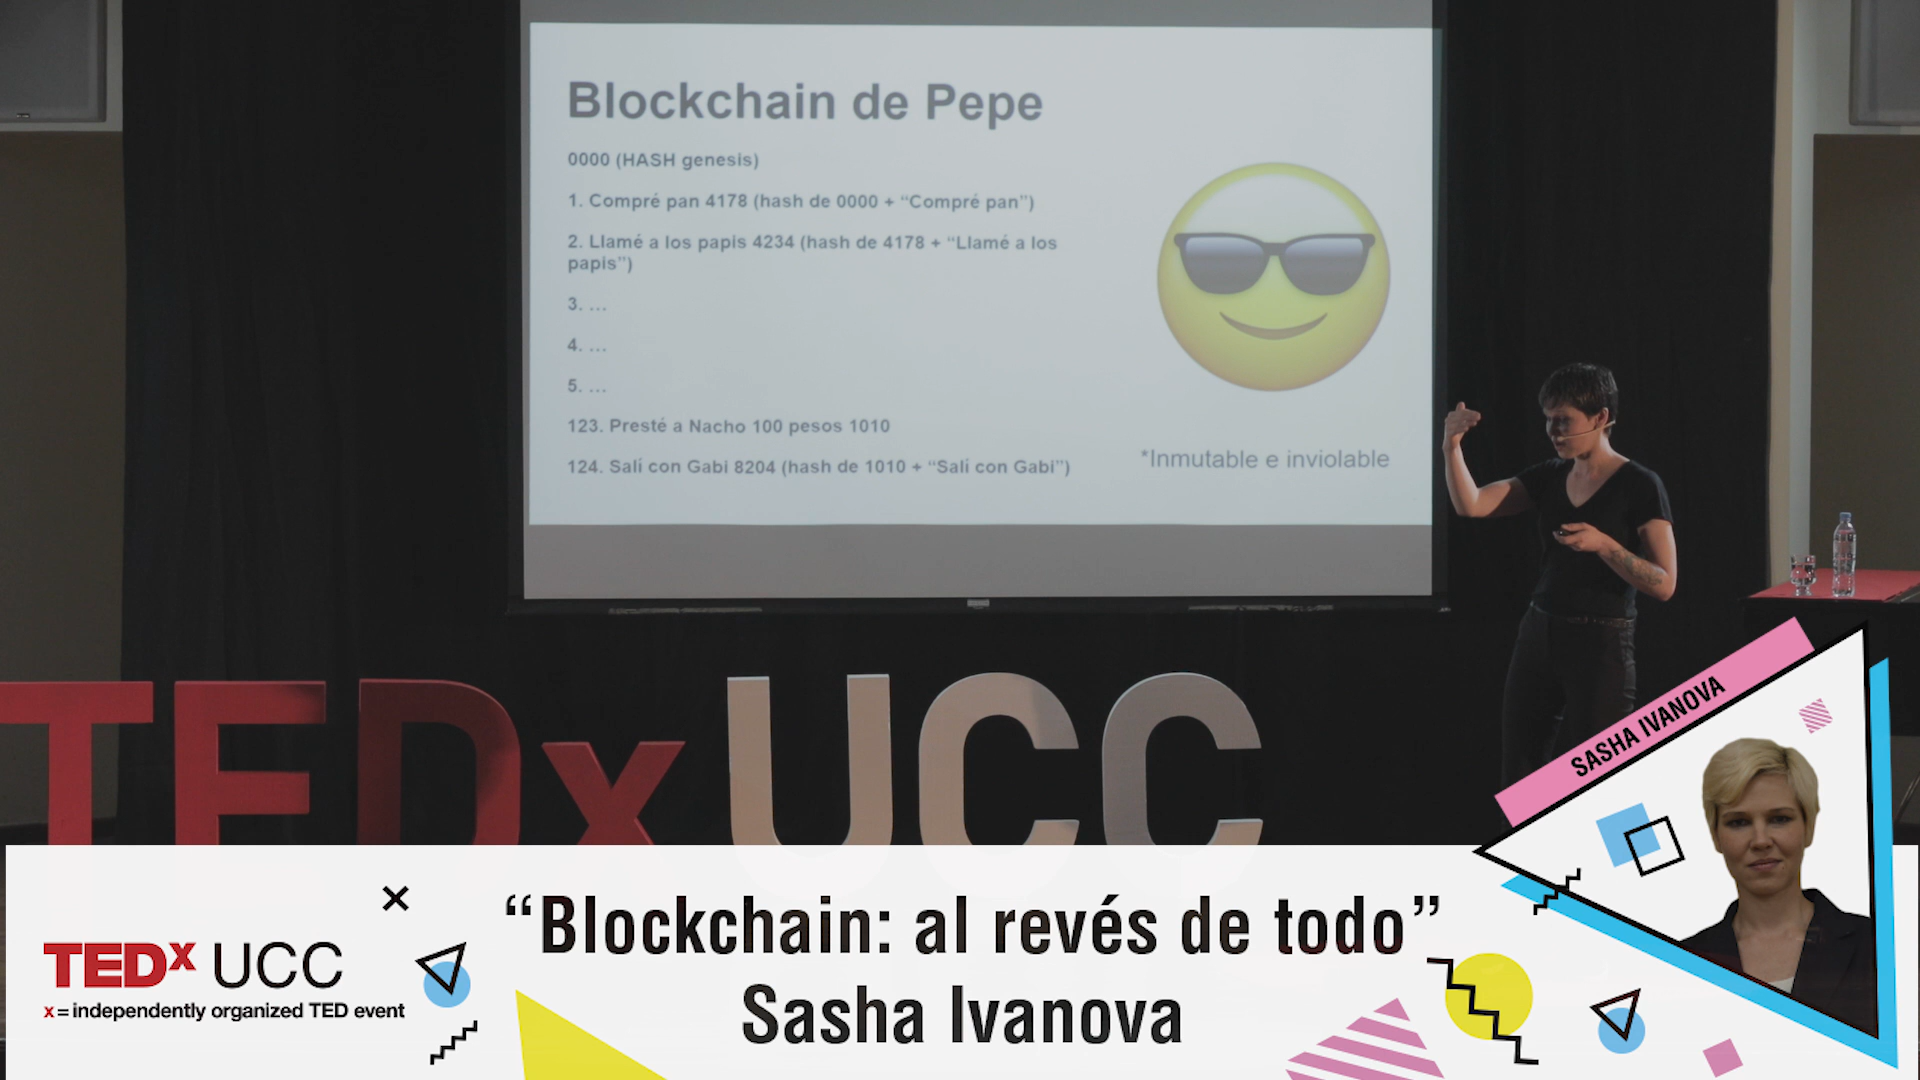 Blockchain de Pepe
0000 (HASH genesis)
1. Compré pan 4178 (hash de 0000 + “Compré pan”)
2. Llamé a los papis 4234 (hash de 4178 + “Llamé a los
papis”)
3. ...
4. ...
5. ...
123. Presté a Nacho 100 pesos 1010
124. Salí con Gabi 8204 (hash de 1010 + “Salí con Gabi”)
*Inmutable e inviolable
TEDx UCC
SASHA IVANOVA
“Blockchain: al revés de todo”
Sasha Ivanova
TEDx UCC
x = independently organized TED event